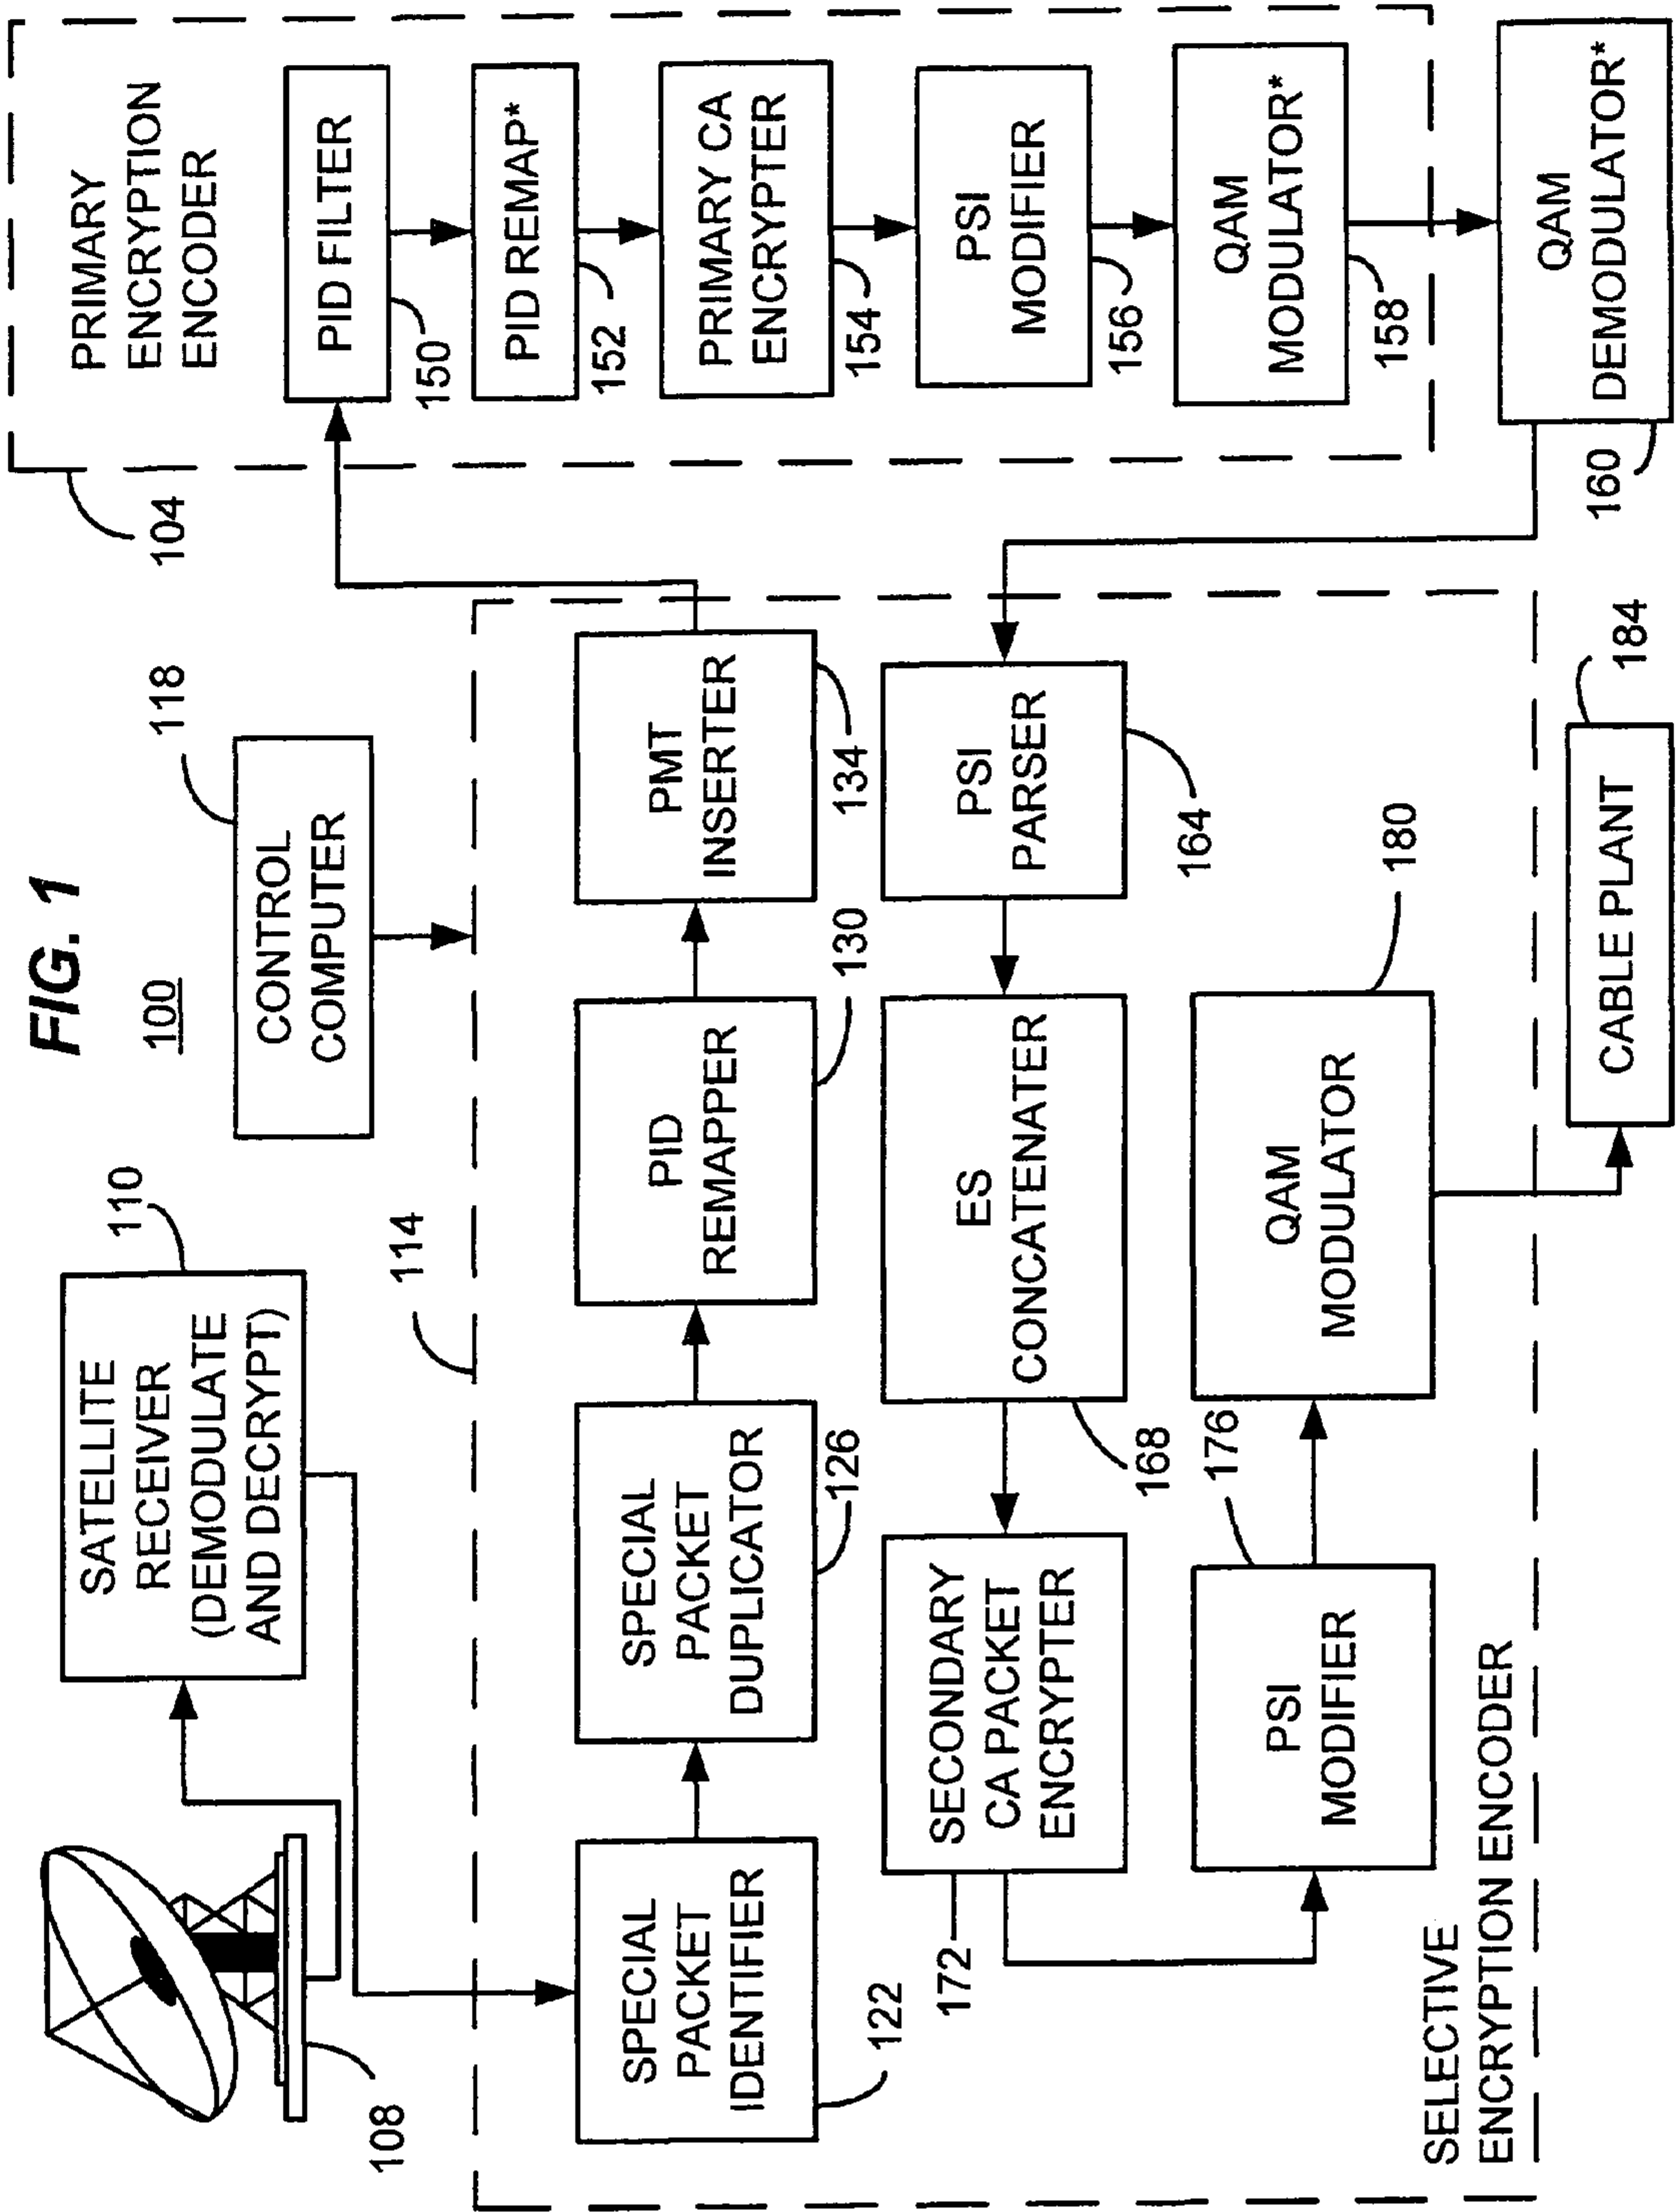 FIG. 1
100
SATELLITE
RECEIVER
(DEMODULATE
AND DECRYPT)
110
108
CONTROL
COMPUTER
118
114
SPECIAL
PACKET
IDENTIFIER
122
SPECIAL
PACKET
DUPLICATOR
126
PID
REMAPPER
130
PMT
INSERTER
134
104
PRIMARY
ENCRYPTION
ENCODER
PID FILTER
150
PID REMAP*
152
PRIMARY CA
ENCRYPTER
154
PSI
MODIFIER
156
QAM
MODULATOR*
158
QAM
DEMODULATOR*
160
PSI
PARSER
164
ES
CONCATENATER
168
SECONDARY
CA PACKET
ENCRYPTER
172
PSI
MODIFIER
176
QAM
MODULATOR
180
CABLE PLANT
184
SELECTIVE
ENCRYPTION ENCODER